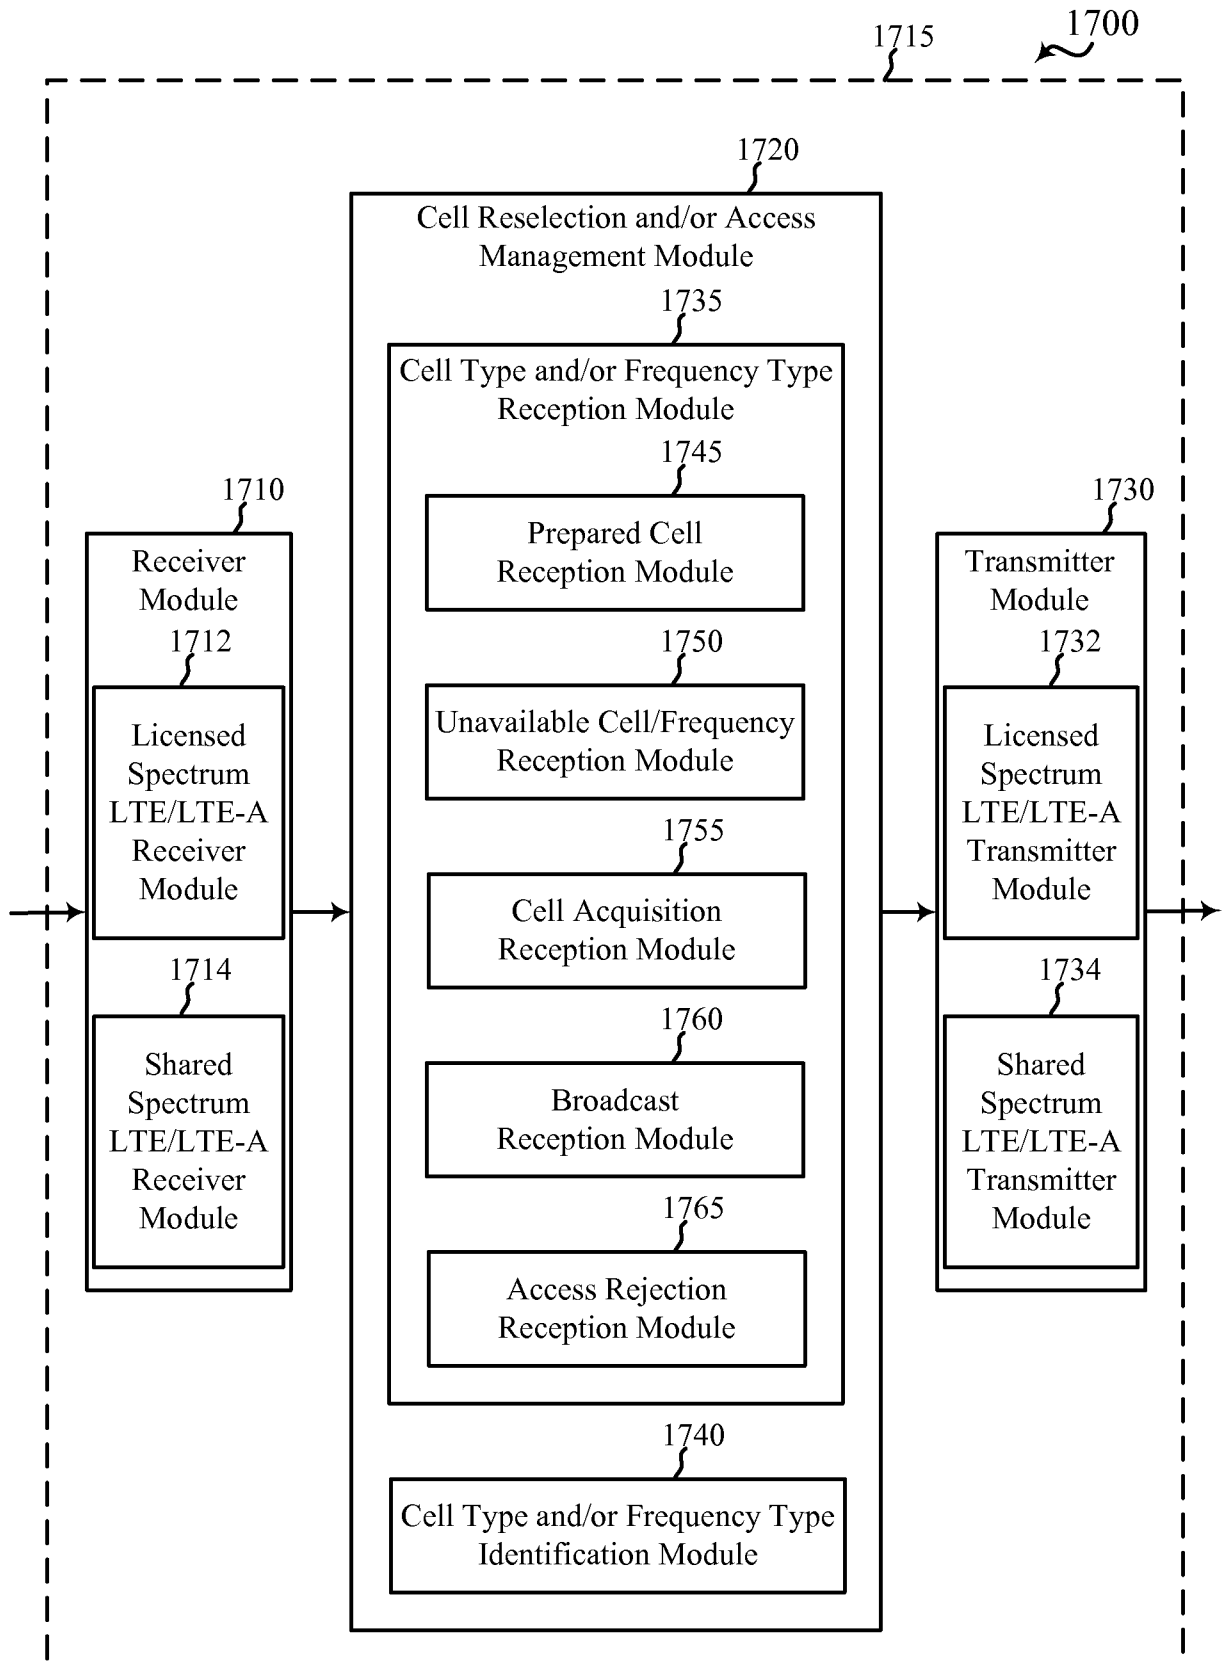 1700
1715
1720
Cell Reselection and/or Access
Management Module
1735
Cell Type and/or Frequency Type
Reception Module
1745
Prepared Cell
Reception Module
1750
Unavailable Cell/Frequency
Reception Module
1755
Cell Acquisition
Reception Module
1760
Broadcast
Reception Module
1765
Access Rejection
Reception Module
1740
Cell Type and/or Frequency Type
Identification Module
1710
Receiver
Module
1712
Licensed
Spectrum
LTE/LTE-A
Receiver
Module
1714
Shared
Spectrum
LTE/LTE-A
Receiver
Module
1730
Transmitter
Module
1732
Licensed
Spectrum
LTE/LTE-A
Transmitter
Module
1734
Shared
Spectrum
LTE/LTE-A
Transmitter
Module